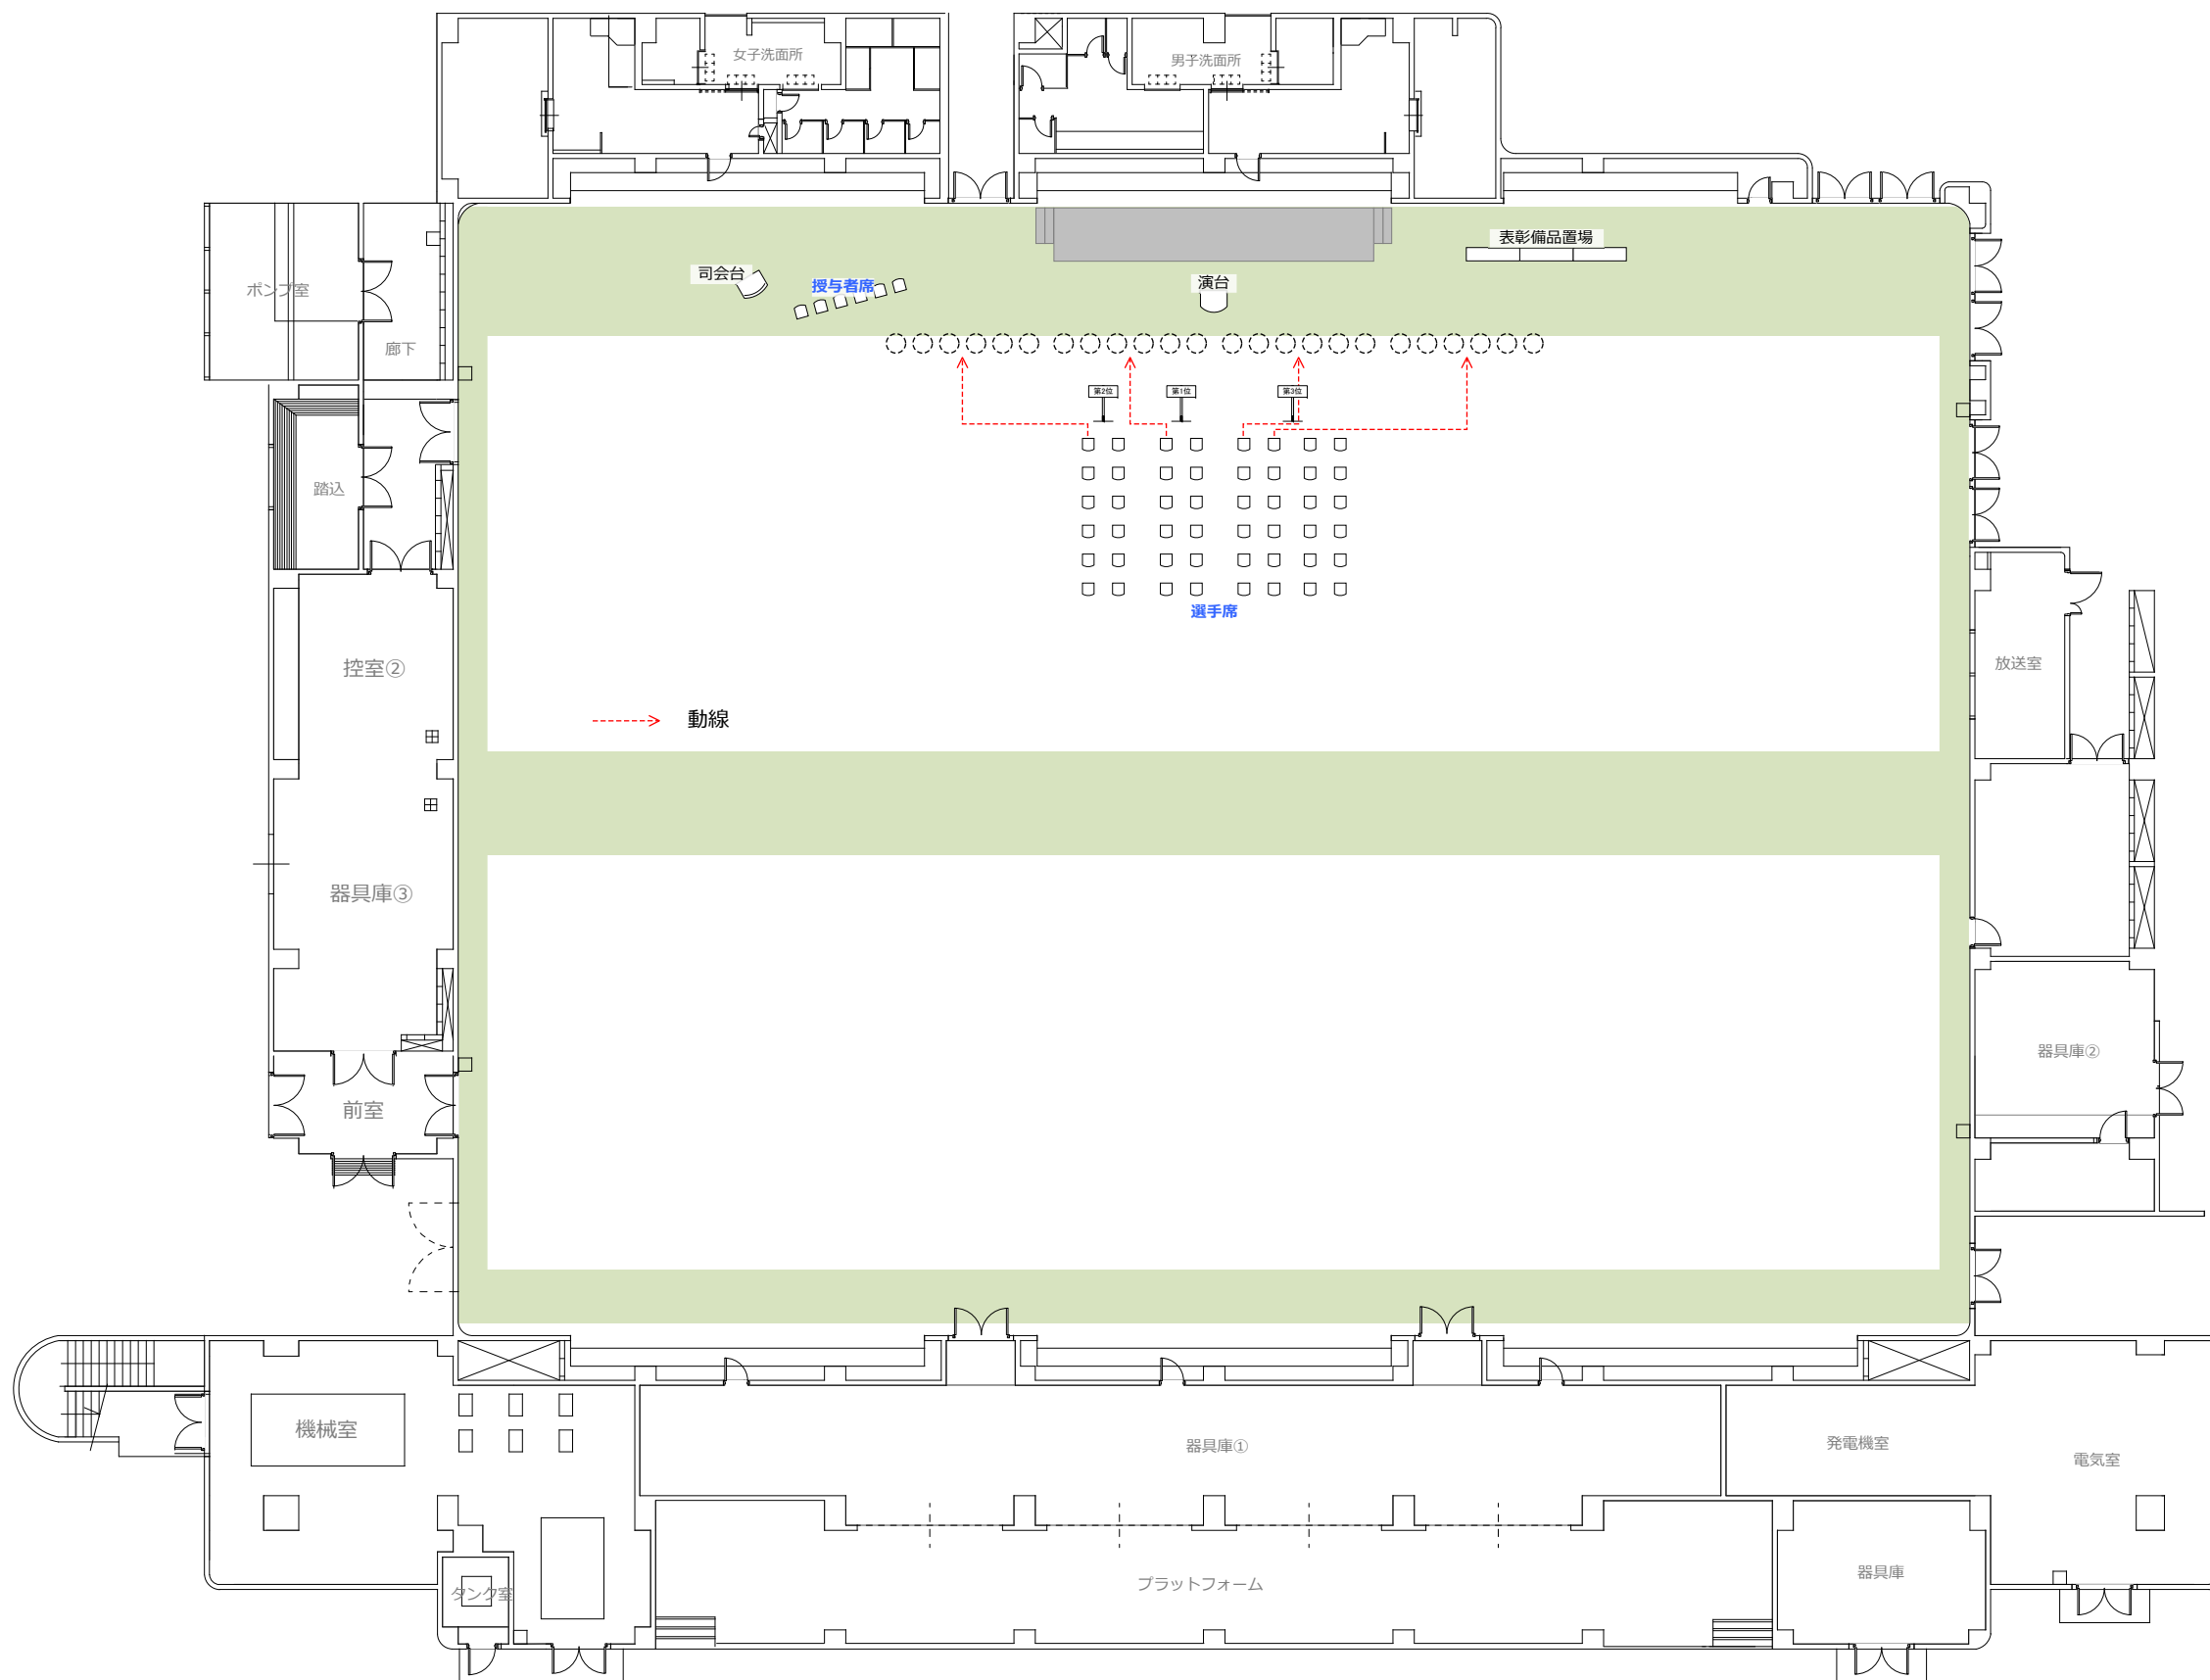 女子洗面所
男子洗面所
表彰備品置場
司会台
授与者席
演台
ポンプ室
廊下
第2位
第1位
第3位
踏込
選手席
控室②
放送室
動線
器具庫③
器具庫②
前室
機械室
器具庫①
発電機室
電気室
器具庫
プラットフォーム
タンク室